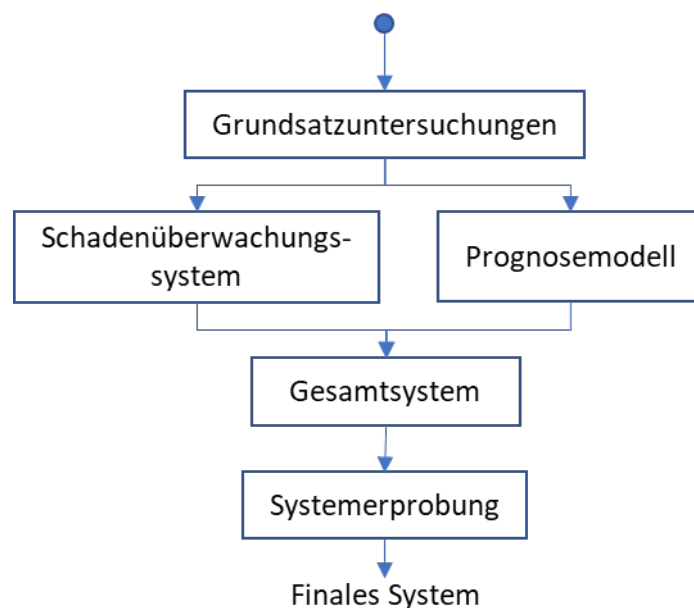 Grundsatzuntersuchungen
Schadenüberwachungs-
system
Prognosemodell
Gesamtsystem
Systemerprobung
Finales System